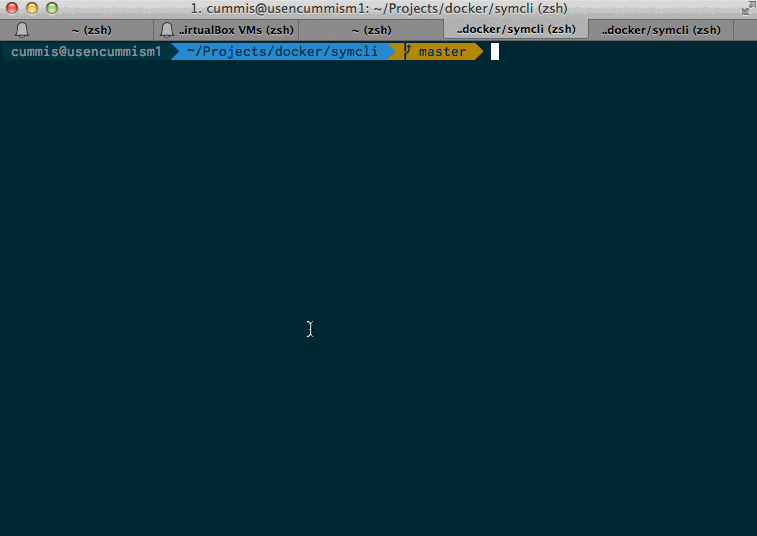 1. cummis@usencummism1: ~/Projects/docker/symcli (zsh)
~ (zsh) ..irtualBox VMs (zsh) ~ (zsh) ..docker/symcli (zsh) ..docker/symcli (zsh)
cummis@usencummism1 ~/Projects/docker/symcli master